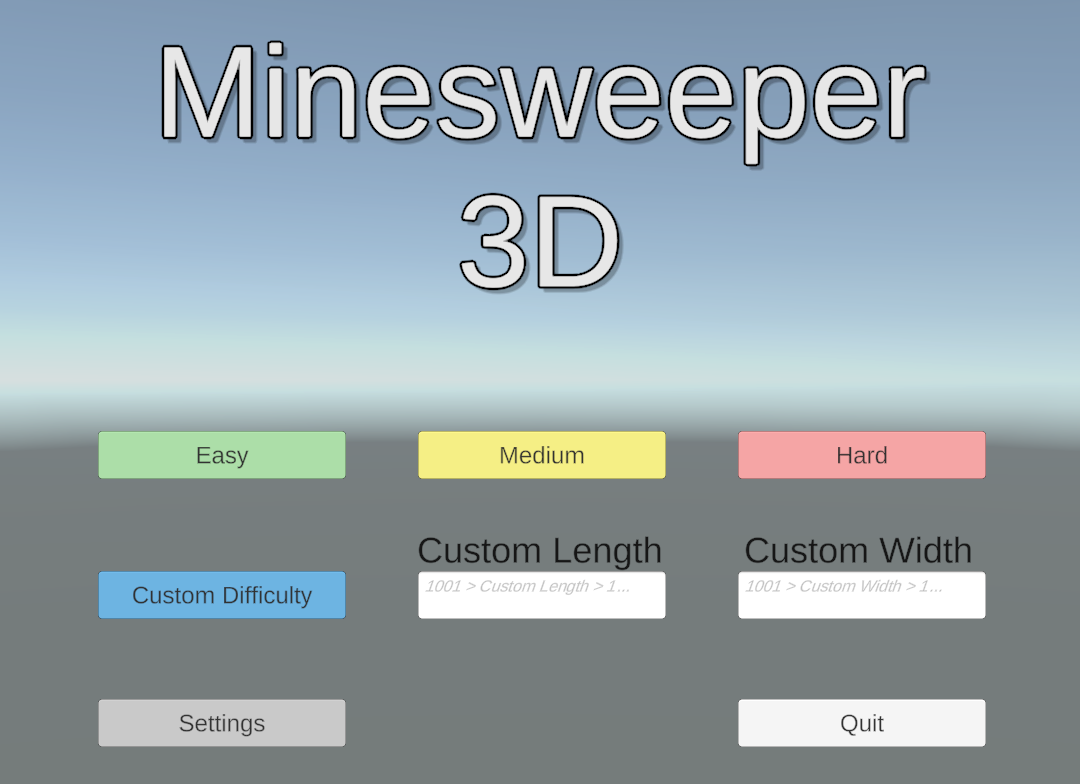 Minesweeper
3D
Easy
Medium
Hard
Custom Length
Custom Width
Custom Difficulty
1001 > Custom Length > 1...
1001 > Custom Width > 1...
Settings
Quit